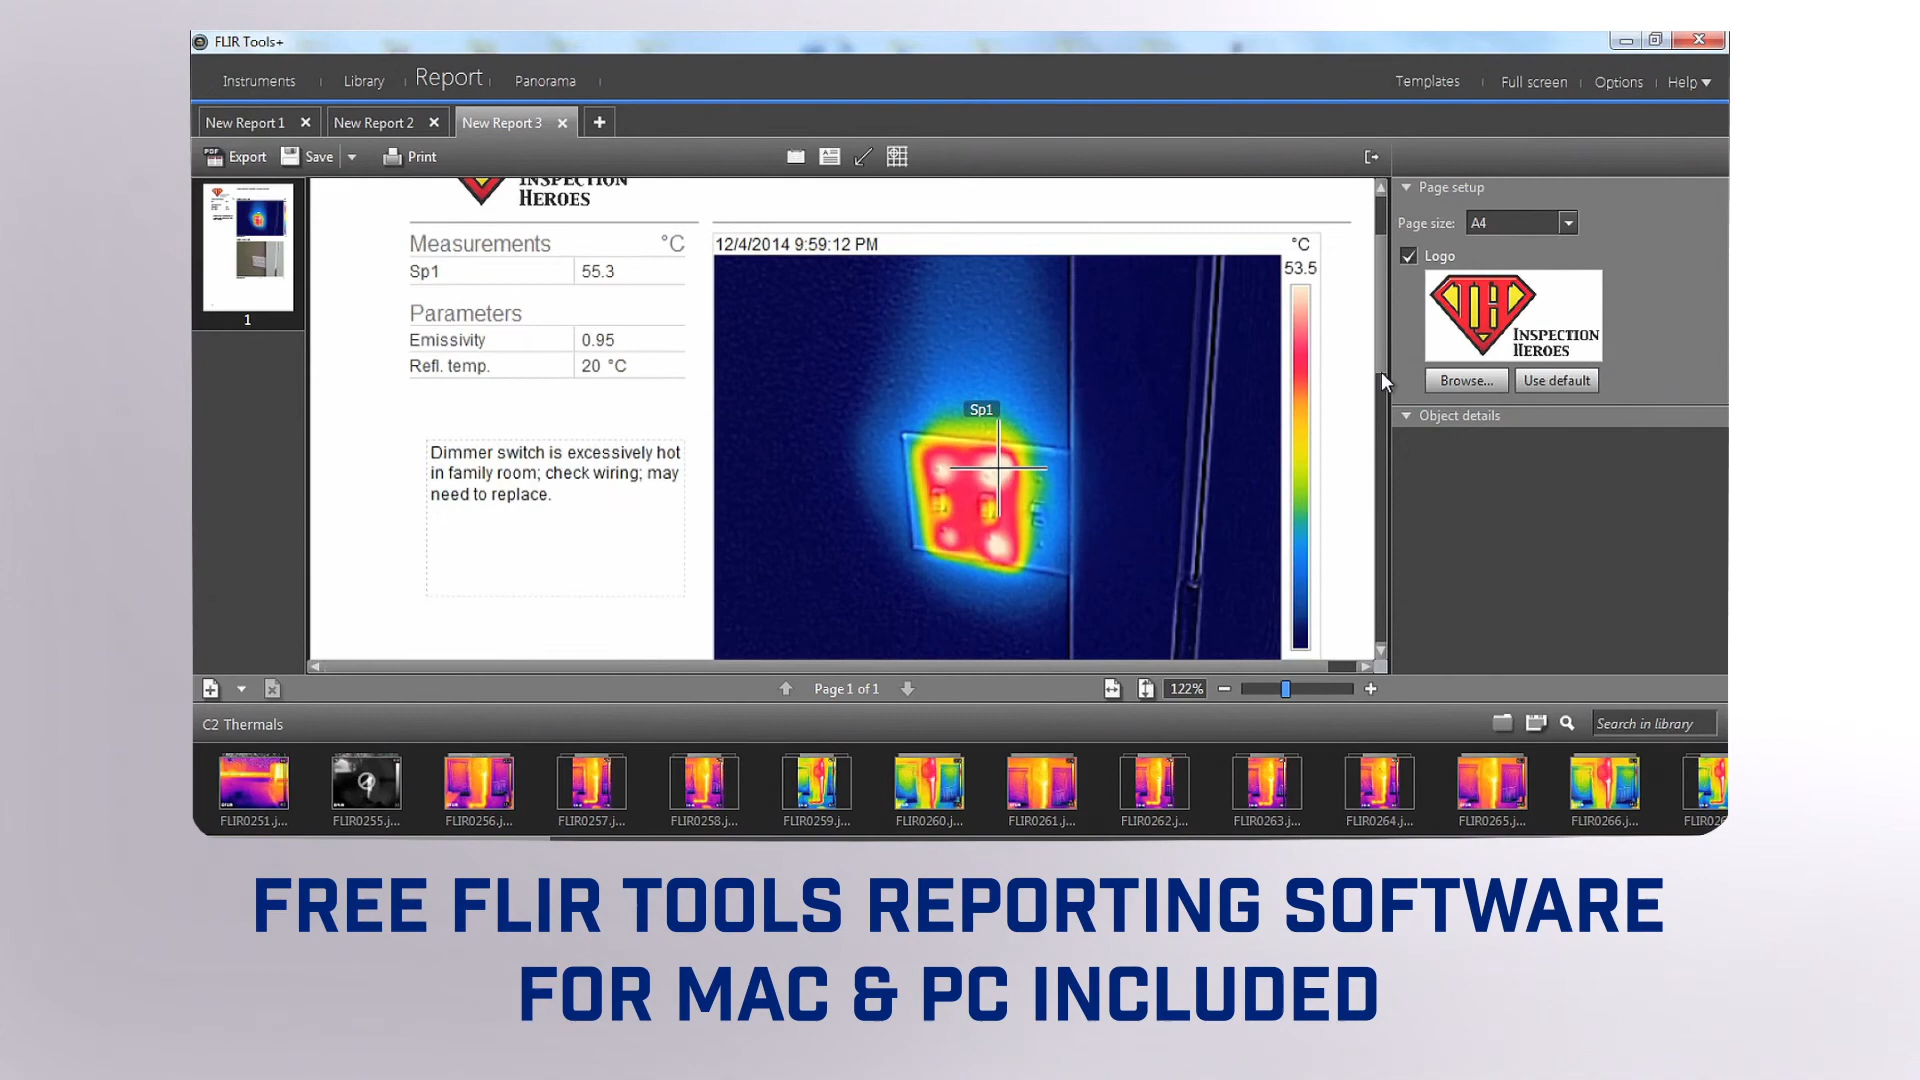 FLIR Tools+
Instruments Library Report Panorama Templates Full screen Options Help
New Report 1 New Report 2 New Report 3
PDF Export Save Print
INSPECTION
HEROES
Measurements °C
Sp1 55.3
Parameters
Emissivity 0.95
Refl. temp. 20 °C
Dimmer switch is excessively hot
in family room; check wiring; may
need to replace.
12/4/2014 9:59:12 PM °C
53.5
Sp1
1
Page setup
Page size: A4
Logo
IH
INSPECTION
HEROES
Browse... Use default
Object details
Page 1 of 1 122%
C2 Thermals Search in library
FLIR0251.j... FLIR0255.j... FLIR0256.j... FLIR0257.j... FLIR0258.j... FLIR0259.j... FLIR0260.j... FLIR0261.j... FLIR0262.j... FLIR0263.j... FLIR0264.j... FLIR0265.j... FLIR0266.j... FLIR026
FREE FLIR TOOLS REPORTING SOFTWARE
FOR MAC & PC INCLUDED